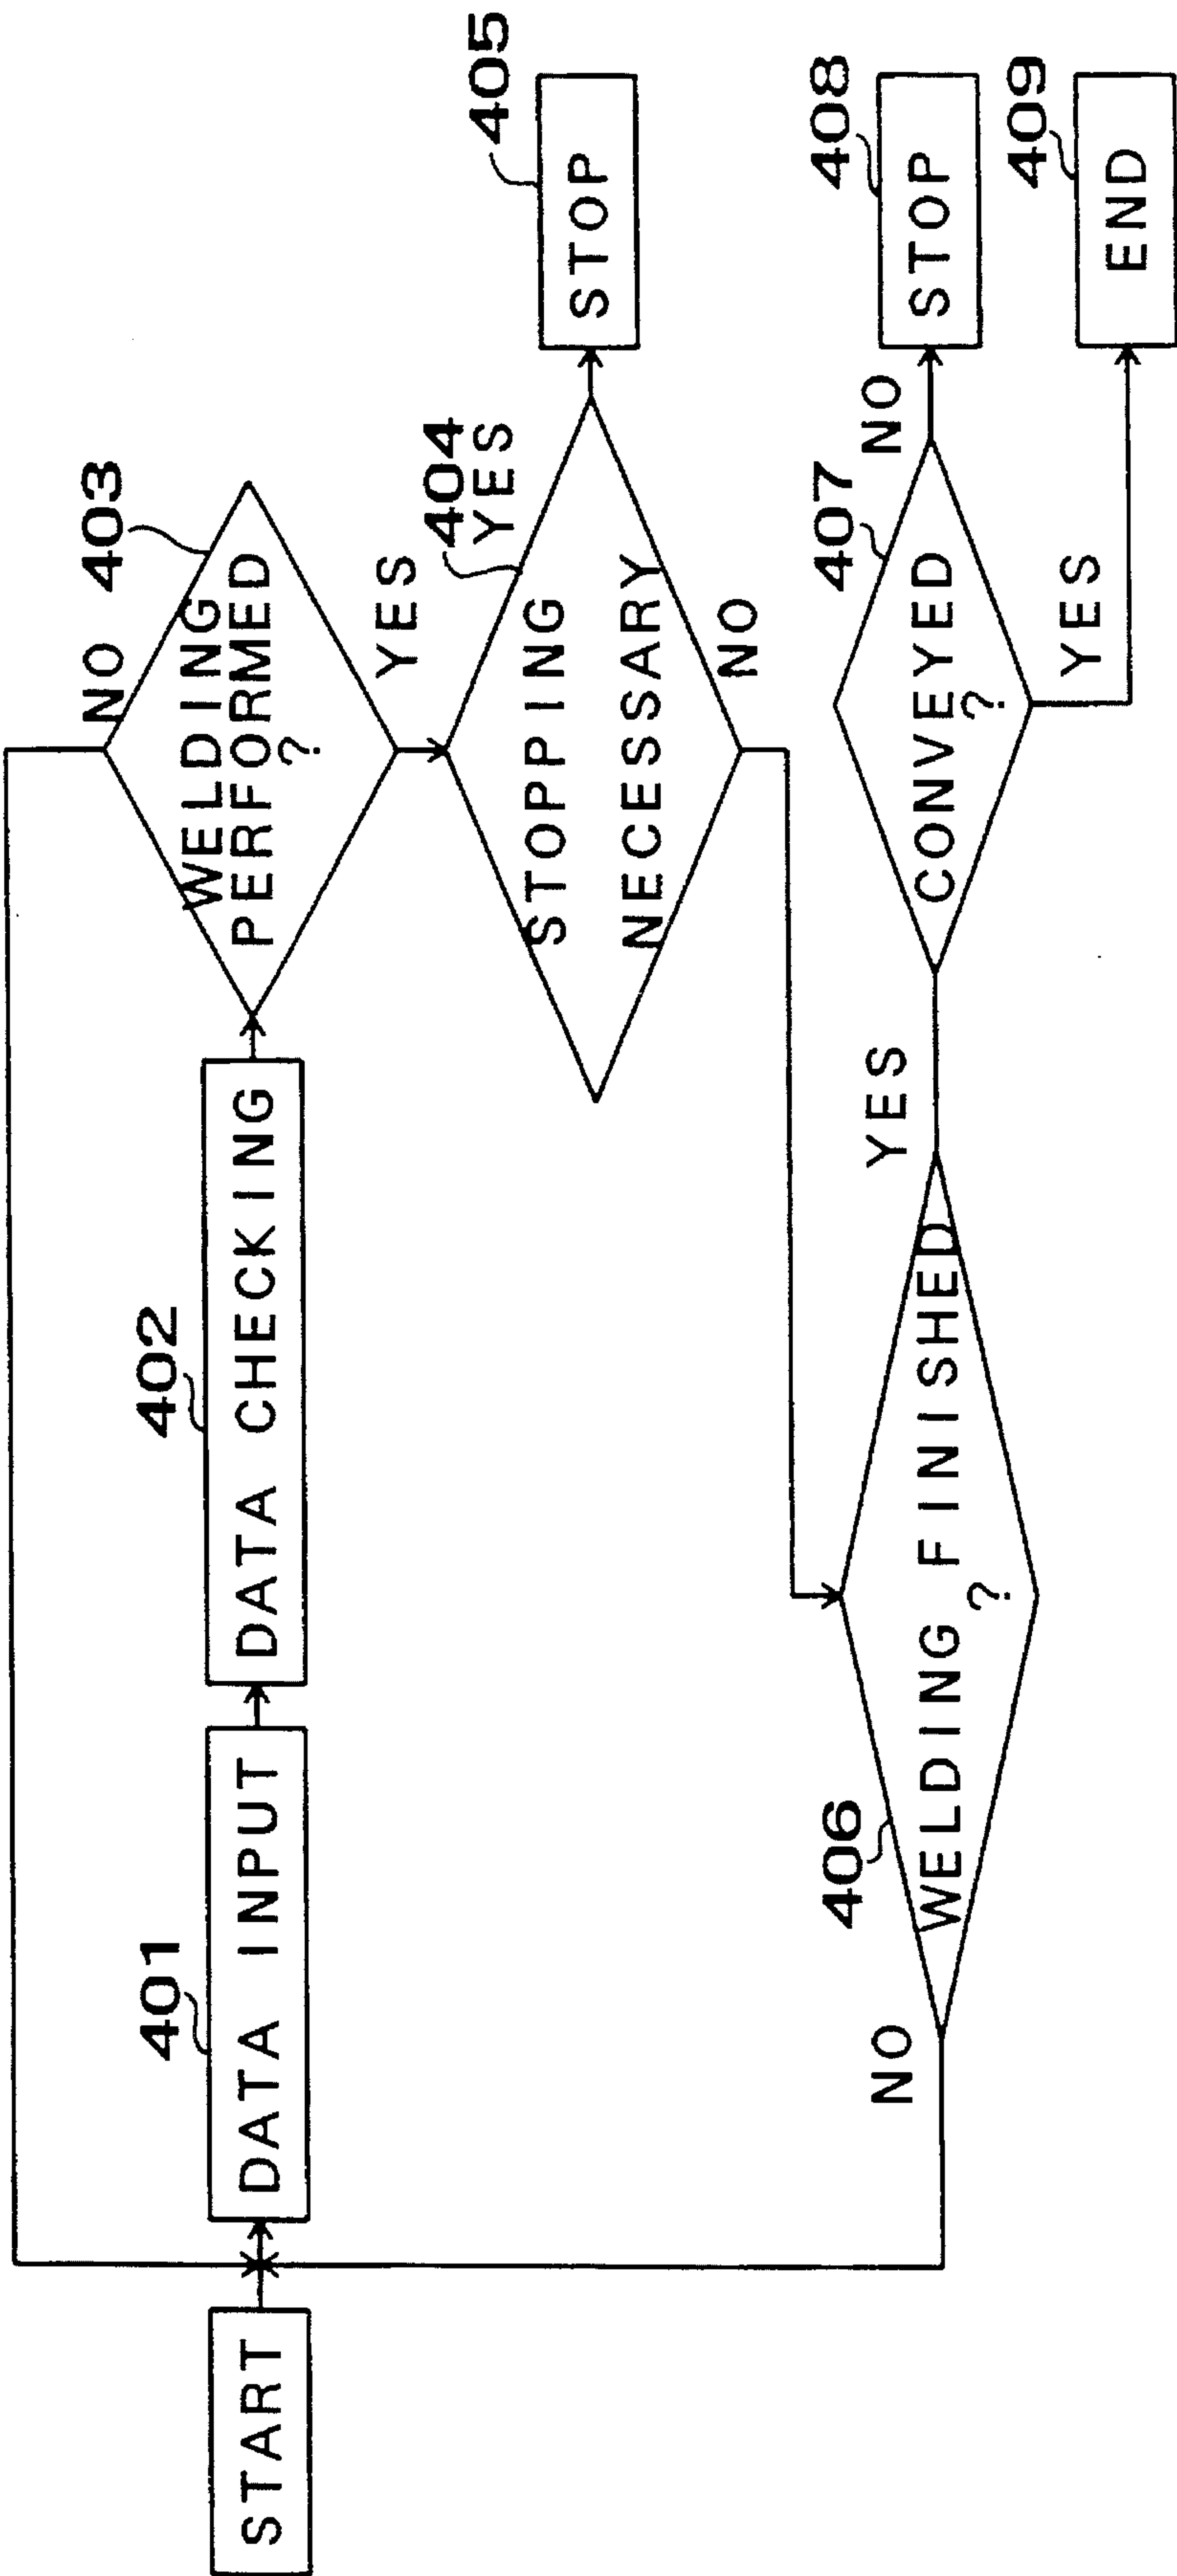 START
401
DATA INPUT
402
DATA CHECKING
403
NO
WELDING
PERFORMED
?
YES
404
YES
STOPPING
NECESSARY
NO
405
STOP
406
WELDING FINISHED
?
NO
YES
407
CONVEYED
?
NO
YES
408
STOP
409
END